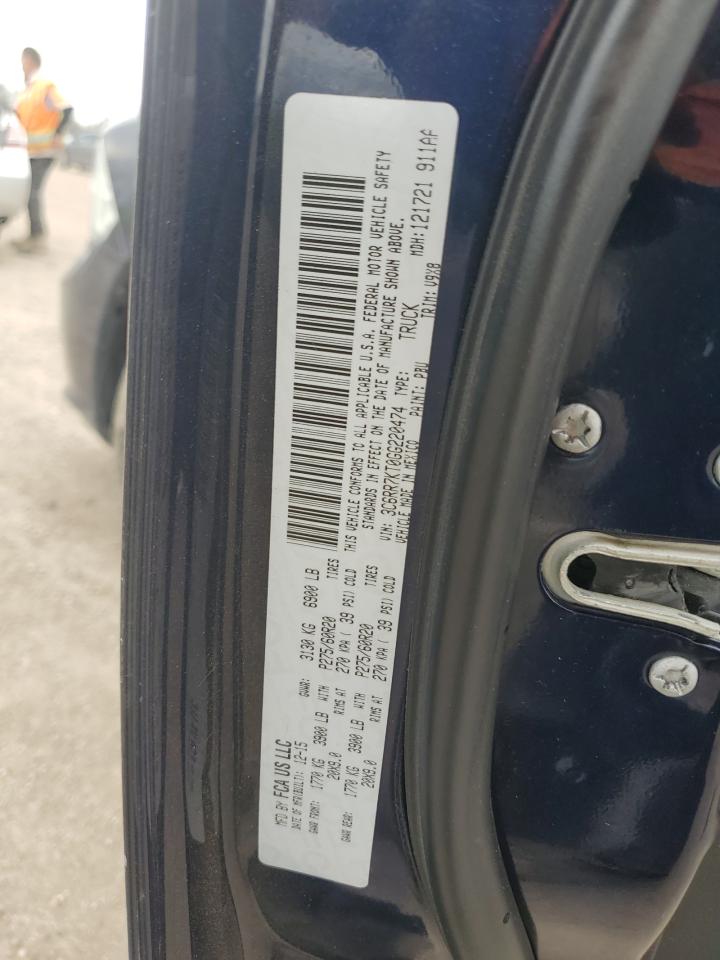 MFD BY FCA US LLC
DATE OF MFR(BUILT): 12-15 GVWR: 3130 KG 6900 LB
GAWR FRONT: 1770 KG 3900 LB WITH P275/60R20 TIRES
20X9.0 RIMS AT 270 KPA ( 39 PSI) COLD
GAWR REAR: 1770 KG 3900 LB WITH P275/60R20 TIRES
20X9.0 RIMS AT 270 KPA ( 39 PSI) COLD
THIS VEHICLE CONFORMS TO ALL APPLICABLE U.S.A. FEDERAL MOTOR VEHICLE SAFETY
STANDARDS IN EFFECT ON THE DATE OF MANUFACTURE SHOWN ABOVE.
VIN: 3C6RR7KT0GG220474 TYPE: TRUCK MDH:121721 911AA
VEHICLE MADE IN MEXICO PAINT: PBU TRIM: V9X8